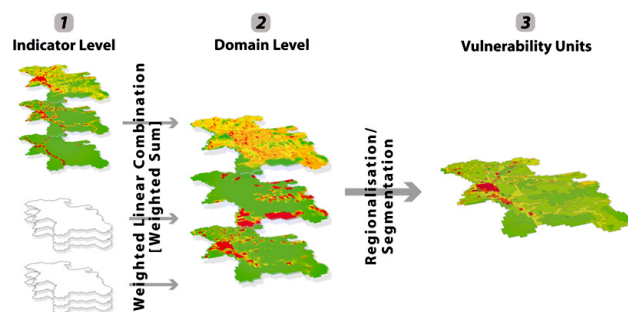 1
Indicator Level
2
Domain Level
3
Vulnerability Units
Weighted Linear Combination
[Weighted Sum]
Regionalisation/
Segmentation